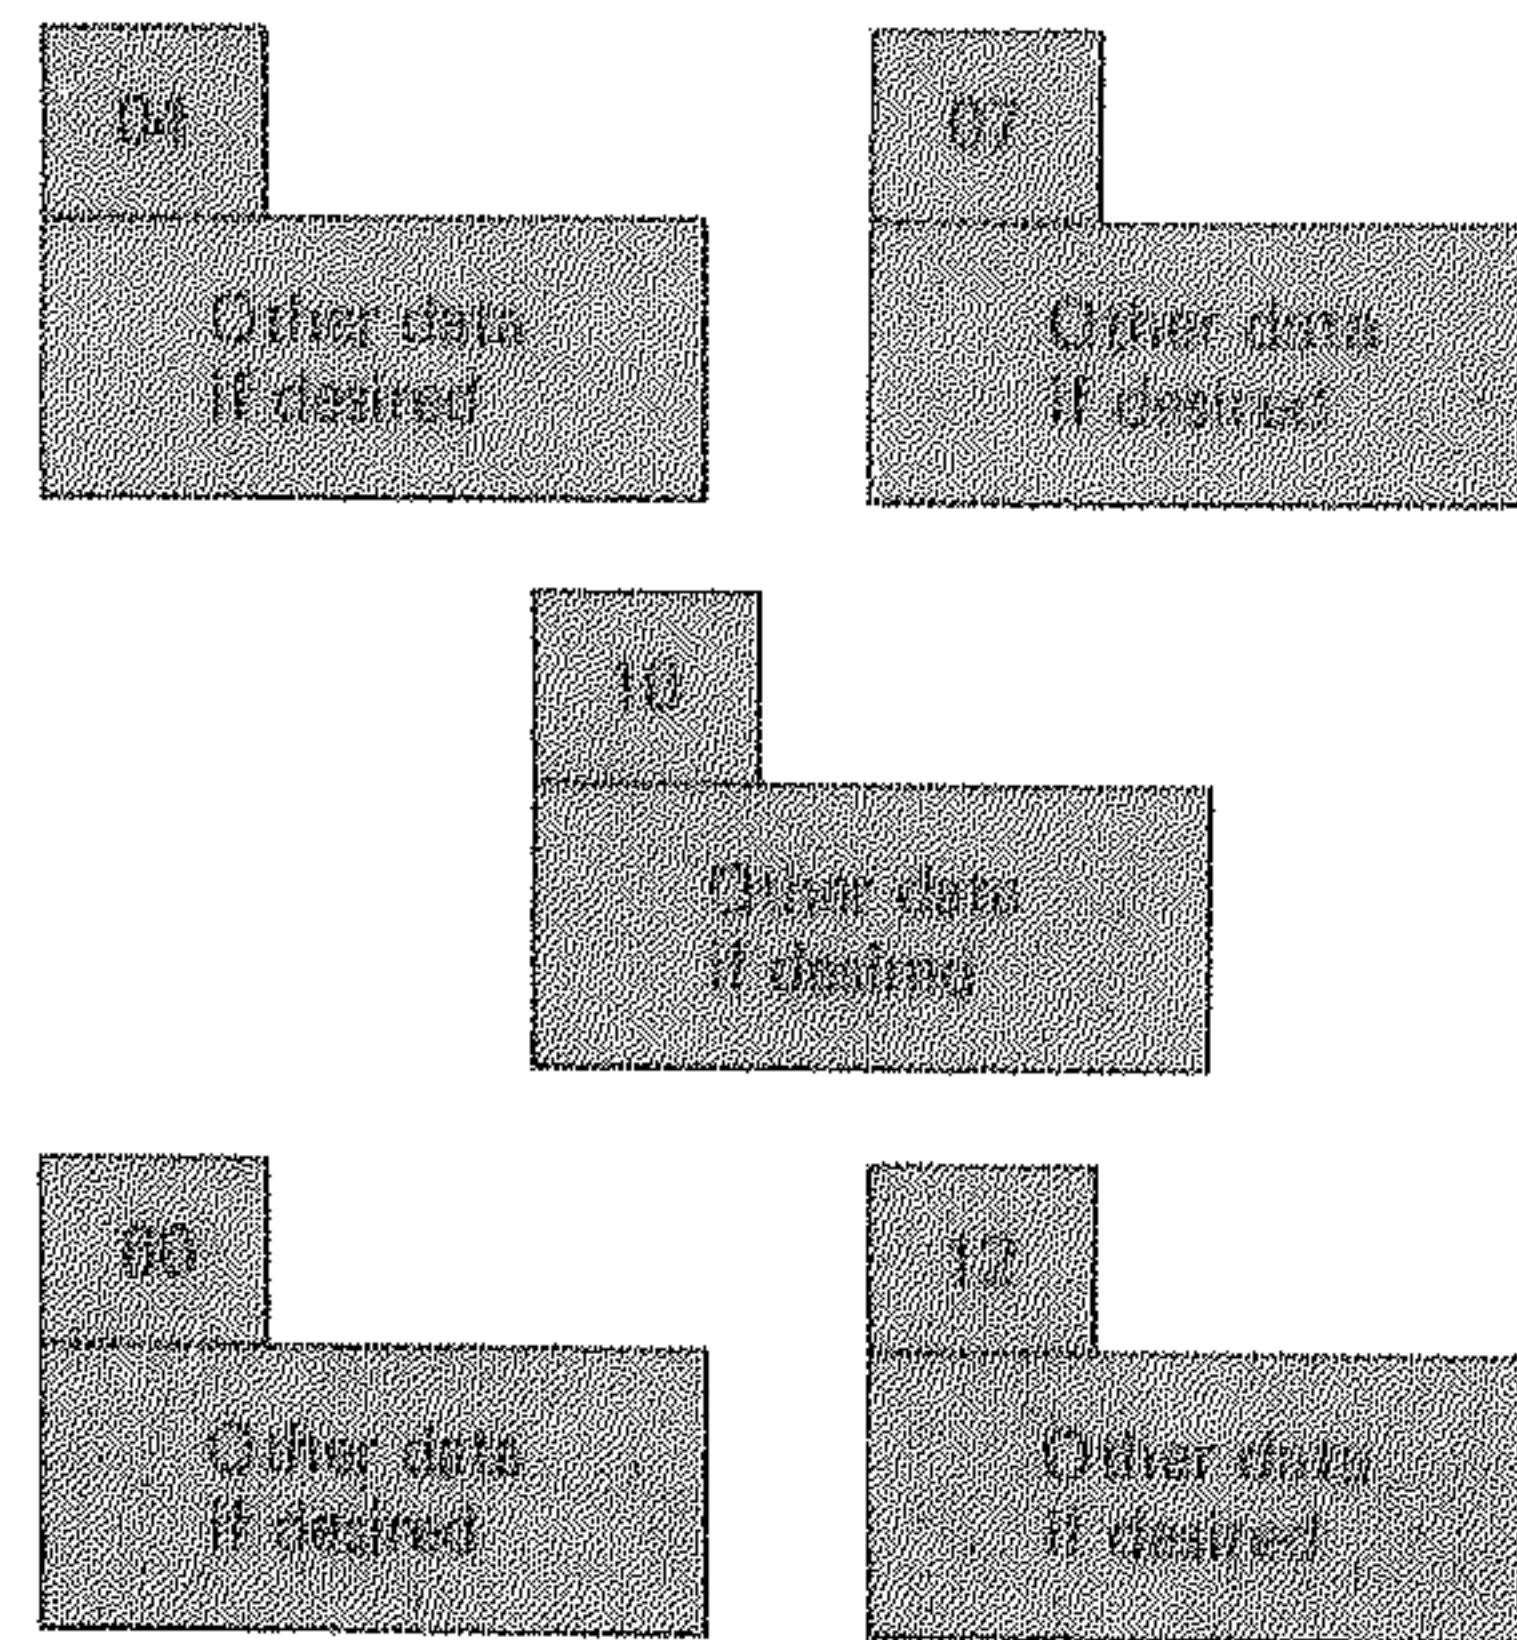 04
Other data
if desired
07
Other data
if desired
10
Other data
if desired
Other data
if desired
Other data
if desired